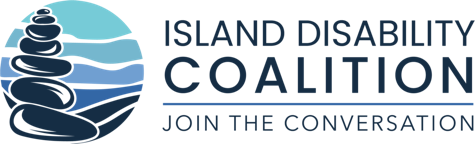 ISLAND DISABILITY
COALITION
JOIN THE CONVERSATION